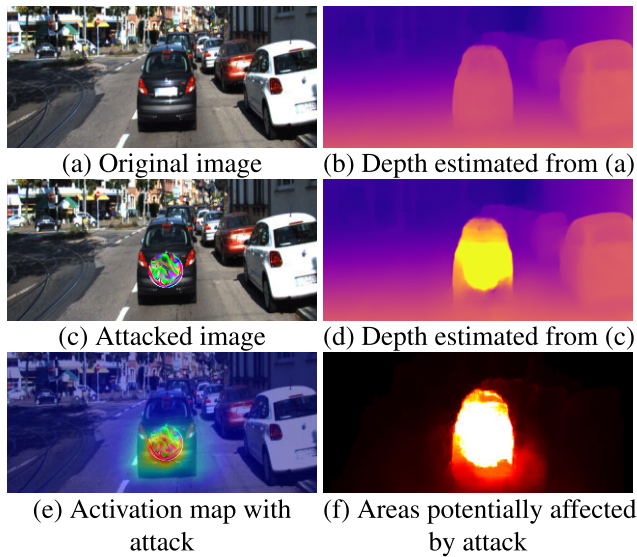 (a) Original image
(b) Depth estimated from (a)
(c) Attacked image
(d) Depth estimated from (c)
(e) Activation map with
attack
(f) Areas potentially affected
by attack